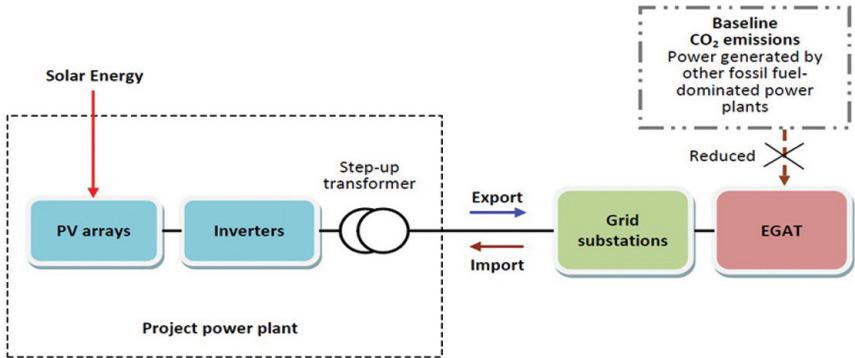 Baseline
CO₂ emissions
Power generated by
other fossil fuel-
dominated power
plants
Solar Energy
Reduced
Step-up
transformer
Export
PV arrays
Inverters
Grid
substations
EGAT
Import
Project power plant